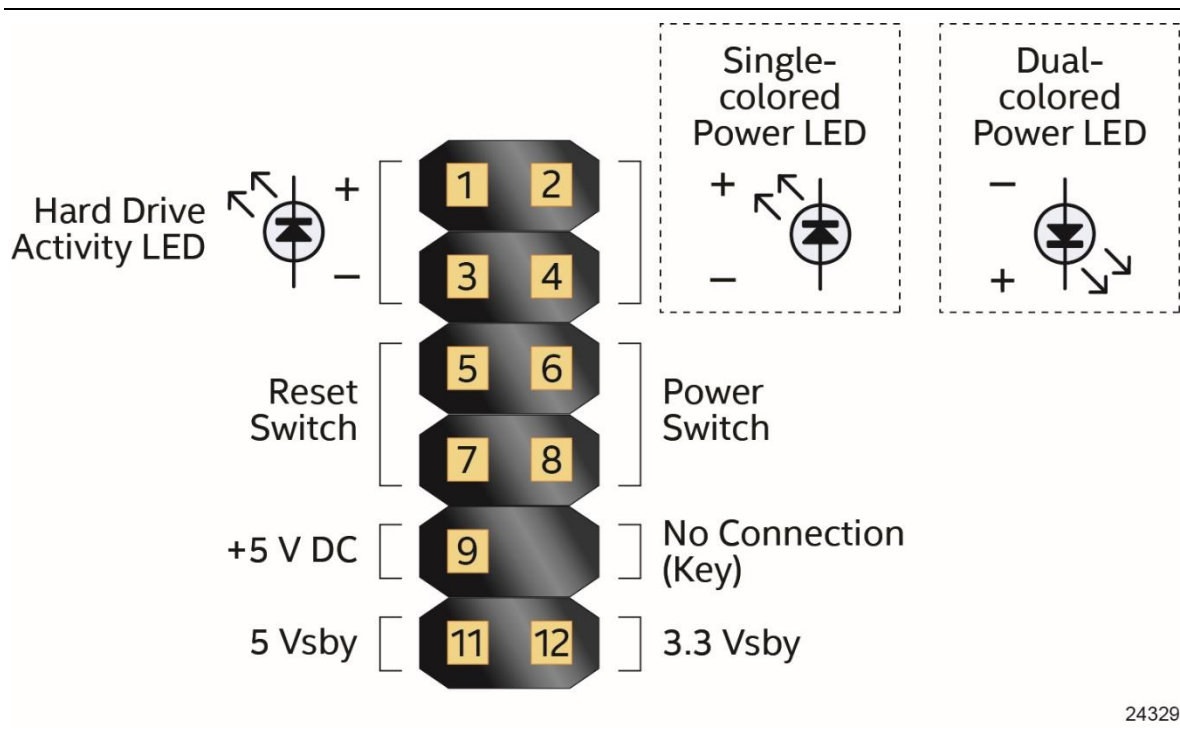 Single-
colored
Power LED
+
−
Dual-
colored
Power LED
−
+
Hard Drive
Activity LED
+
−
1 2
3 4
5 6
7 8
9
11 12
Reset
Switch
Power
Switch
+5 V DC
No Connection
(Key)
5 Vsby
3.3 Vsby
24329